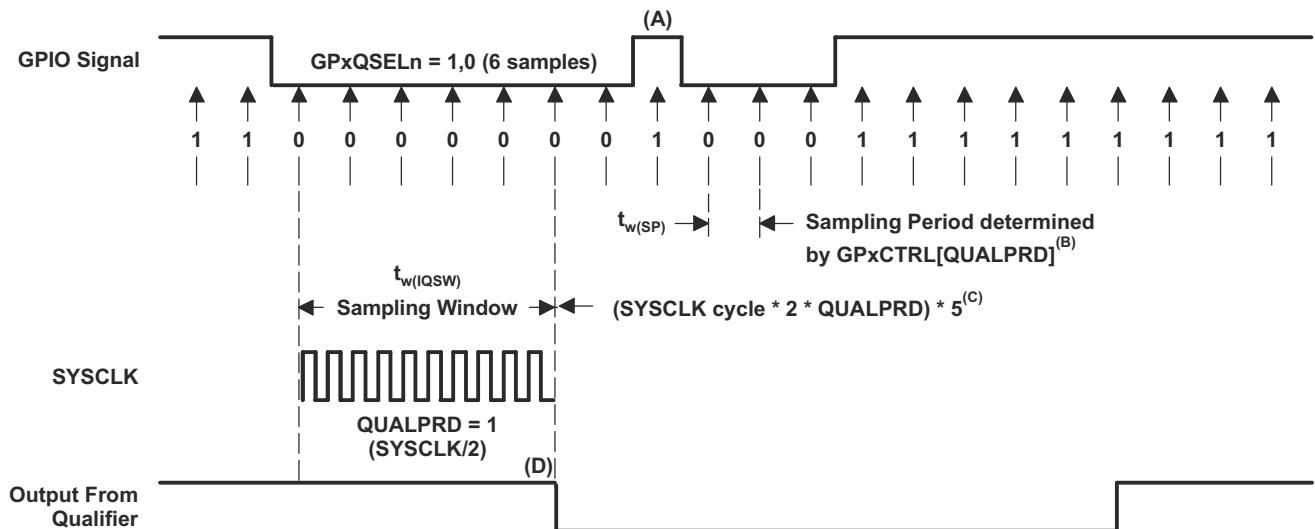 (A)
GPIO Signal
GPxQSELn = 1,0 (6 samples)
1 1 0 0 0 0 0 0 0 1 0 0 0 1 1 1 1 1 1 1 1 1
tw(SP)
Sampling Period determined
by GPxCTRL[QUALPRD](B)
tw(IQSW)
Sampling Window
(SYSCLK cycle * 2 * QUALPRD) * 5(C)
SYSCLK
QUALPRD = 1
(SYSCLK/2)
(D)
Output From
Qualifier